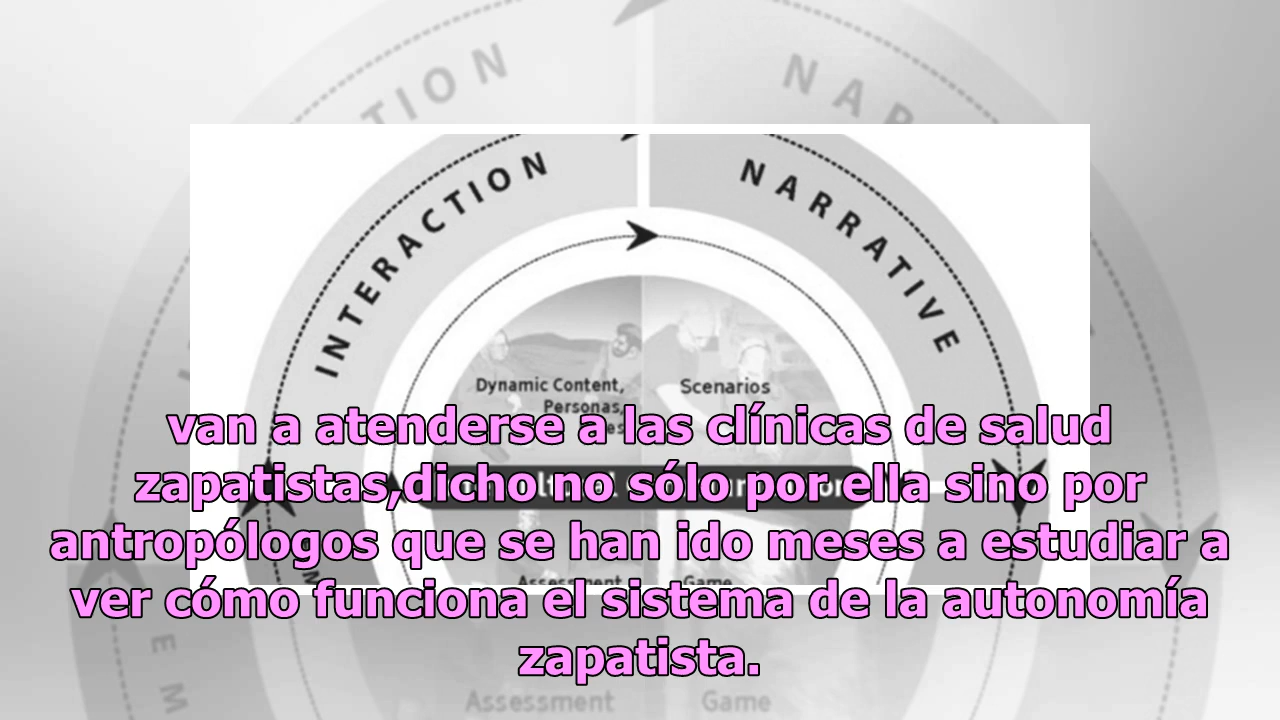 INTERACTION
NARRATIVE
Dynamic Content,
Personas,
Scenarios
van a atenderse a las clínicas de salud
zapatistas,dicho no sólo por ella sino por
antropólogos que se han ido meses a estudiar a
ver cómo funciona el sistema de la autonomía
zapatista.
Assessment
Game